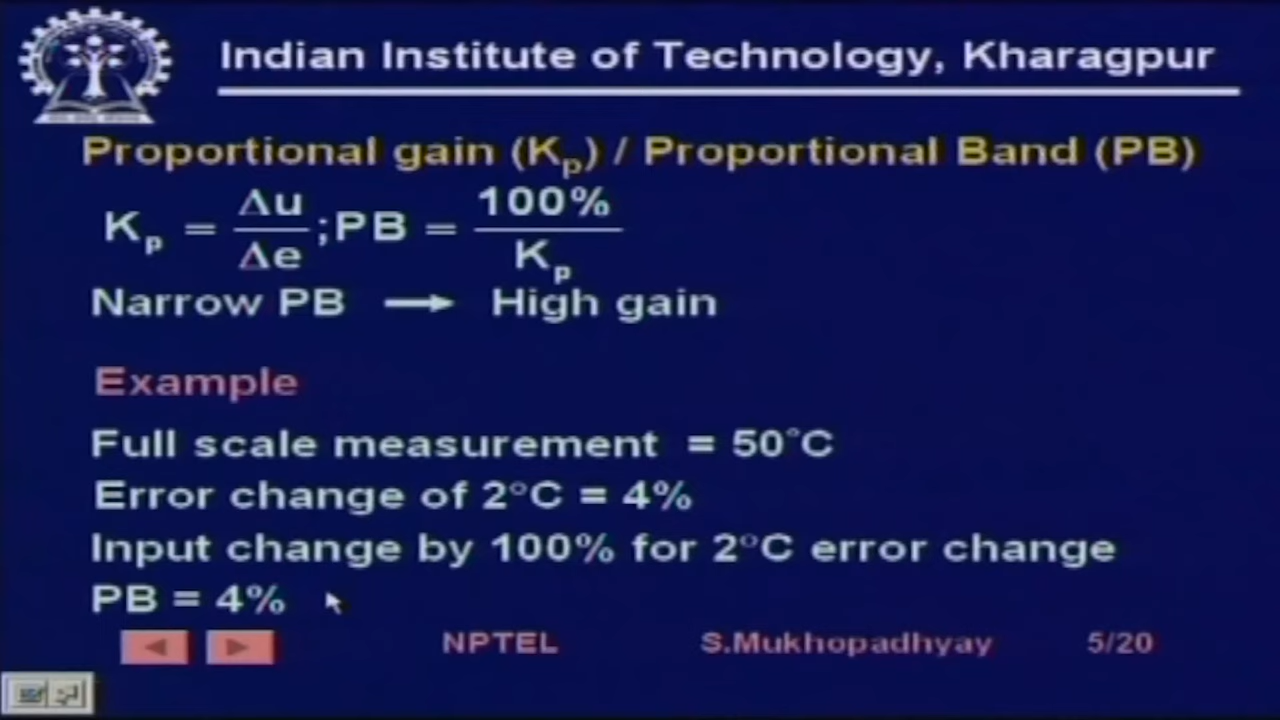 Indian Institute of Technology, Kharagpur
Proportional gain (Kp) / Proportional Band (PB)
Kp = Δu/Δe ; PB = 100%/Kp
Narrow PB → High gain
Example
Full scale measurement = 50°C
Error change of 2°C = 4%
Input change by 100% for 2°C error change
PB = 4%
NPTEL S.Mukhopadhyay 5/20